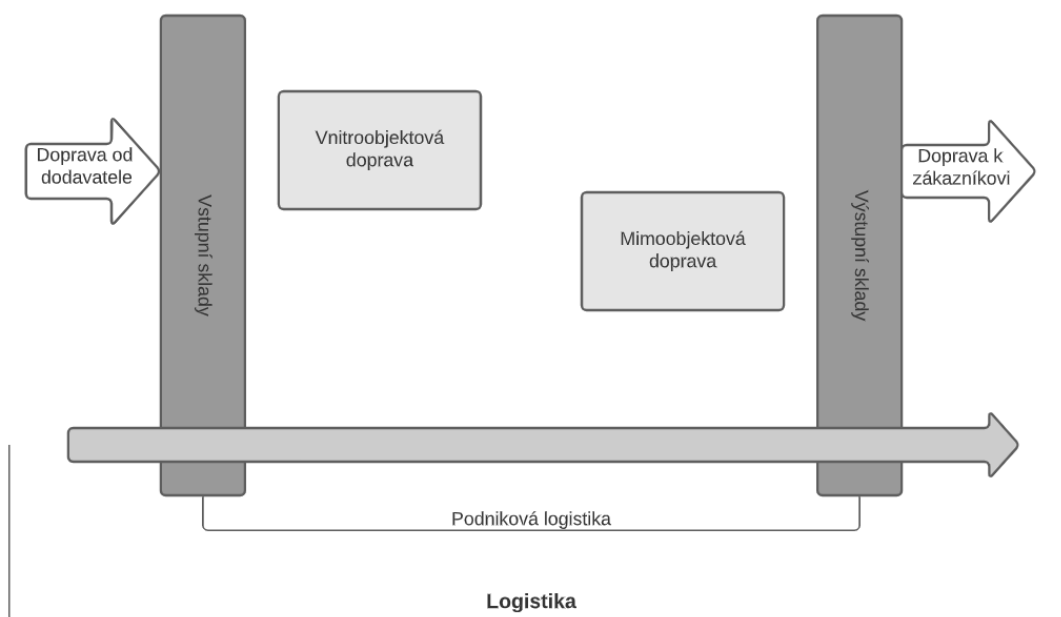 Vnitroobjektová
doprava
Doprava od
dodavatele
Doprava k
zákazníkovi
Vstupní sklady
Mimoobjektová
doprava
Výstupní sklady
Podniková logistika
Logistika